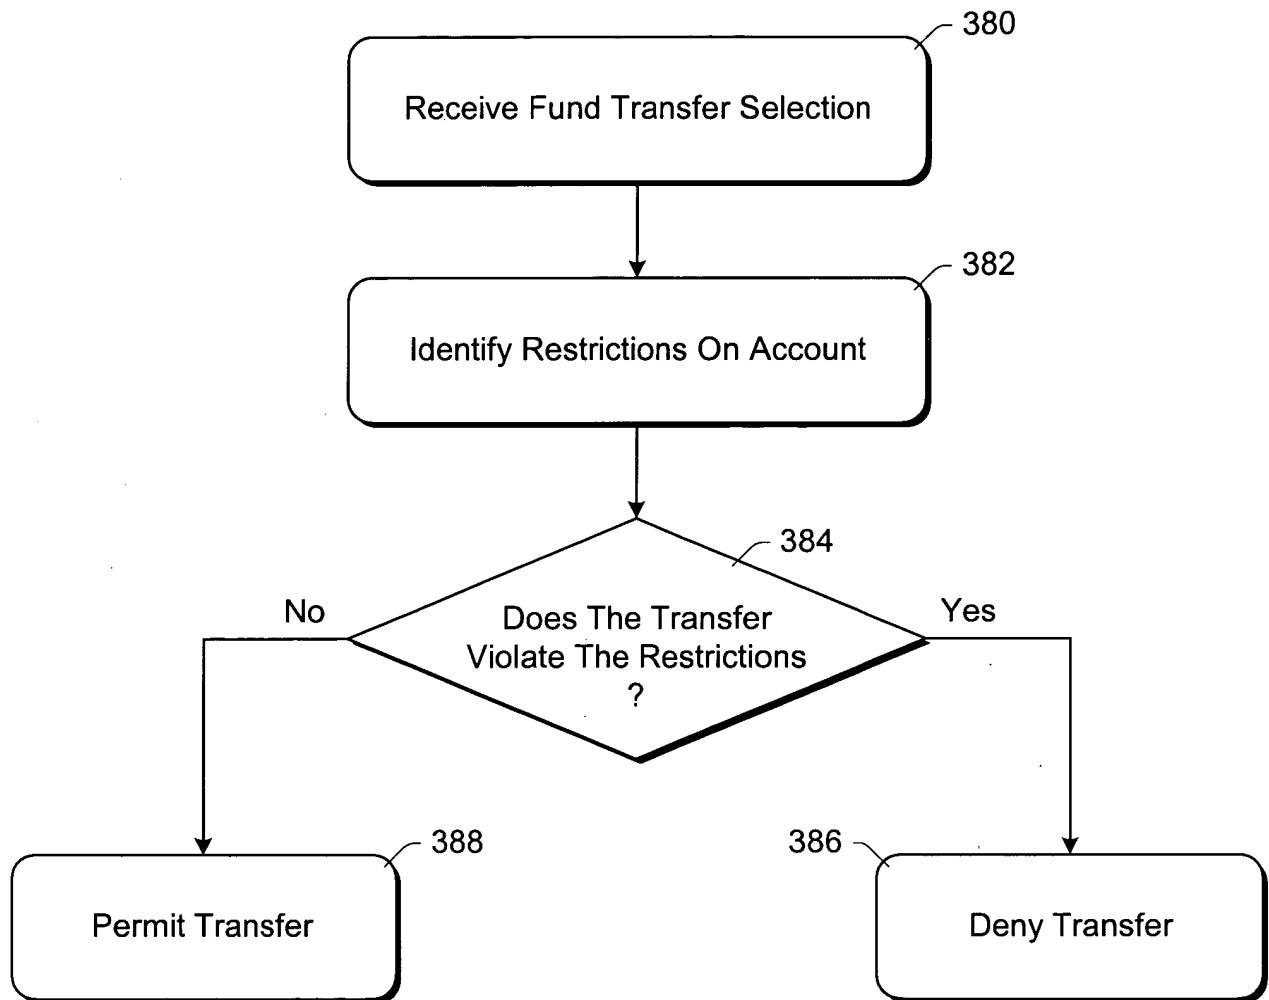 380
Receive Fund Transfer Selection
382
Identify Restrictions On Account
384
No
Yes
Does The Transfer
Violate The Restrictions
?
388
386
Permit Transfer
Deny Transfer